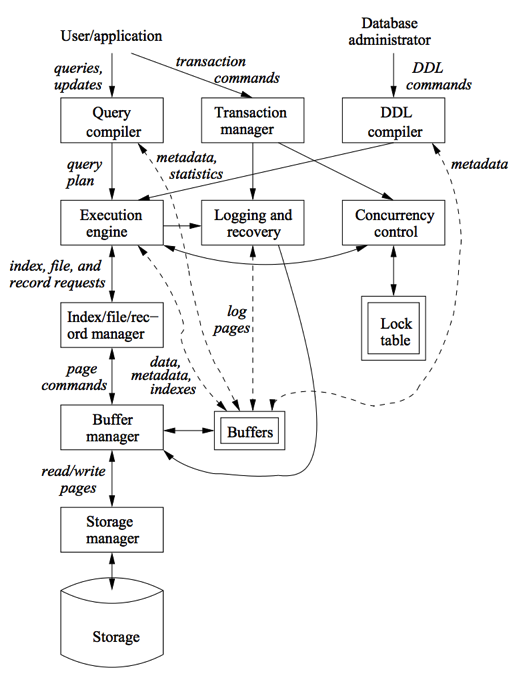 User/application
Database
administrator
queries,
updates
transaction
commands
DDL
commands
Query
compiler
Transaction
manager
DDL
compiler
query
plan
metadata,
statistics
metadata
Execution
engine
Logging and
recovery
Concurrency
control
index, file, and
record requests
log
pages
Index/file/rec-
ord manager
Lock
table
page
commands
data,
metadata,
indexes
Buffer
manager
Buffers
read/write
pages
Storage
manager
Storage